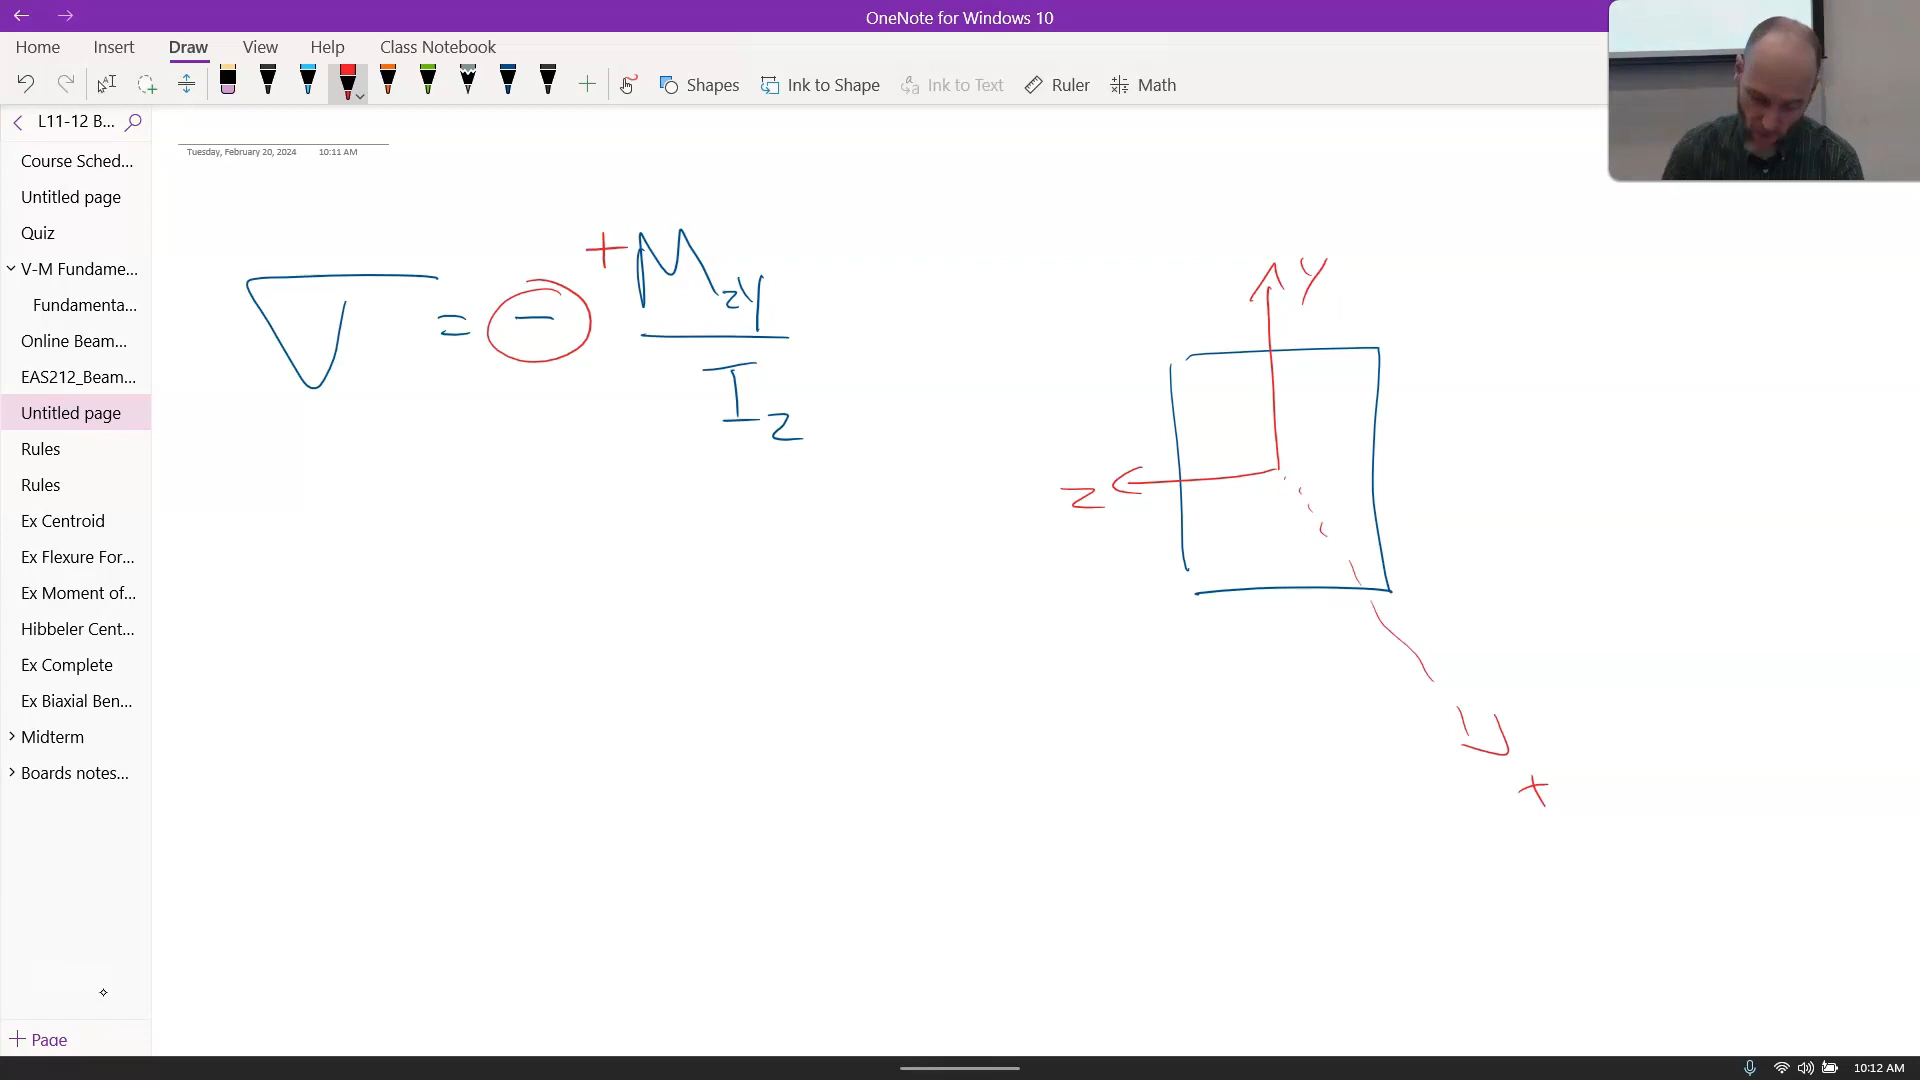 OneNote for Windows 10
Home Insert Draw View Help Class Notebook
Shapes Ink to Shape Ink to Text Ruler Math
L11-12 B...
Course Sched...
Untitled page
Quiz
V-M Fundame...
Fundamenta...
Online Beam...
EAS212_Beam...
Untitled page
Rules
Rules
Ex Centroid
Ex Flexure For...
Ex Moment of...
Hibbeler Cent...
Ex Complete
Ex Biaxial Ben...
Midterm
Boards notes...
Page
Tuesday, February 20, 2024 10:11 AM
σ = - + M_z y / I_z
y
z
x
10:12 AM